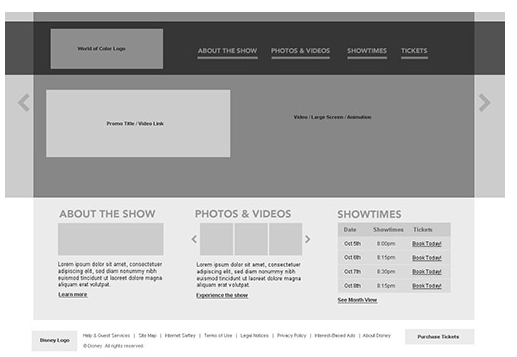 World of Color Logo
ABOUT THE SHOW PHOTOS & VIDEOS SHOWTIMES TICKETS
Promo Title / Video Link
Video / Large Screen / Animation
ABOUT THE SHOW
Lorem ipsum dolor sit amet, consectetuer
adipiscing elit, sed diam nonummy nibh
euismod tincidunt ut laoreet dolore magna
aliquam erat volutpat.
Learn more
PHOTOS & VIDEOS
Lorem ipsum dolor sit amet, consectetuer
adipiscing elit, sed diam nonummy nibh
euismod tincidunt ut laoreet dolore magna
aliquam erat volutpat.
Experience the show
SHOWTIMES
Date Showtimes Tickets
Oct 5th 8:00pm Book Today!
Oct 6th 8:15pm Book Today!
Oct 7th 8:30pm Book Today!
Oct 8th 8:15pm Book Today!
See Month View
Disney Logo
Help & Guest Services | Site Map | Internet Saftey | Terms of Use | Legal Notices | Privacy Policy | Interest-Based Ads | About Disney
© Disney. All rights reserved.
Purchase Tickets